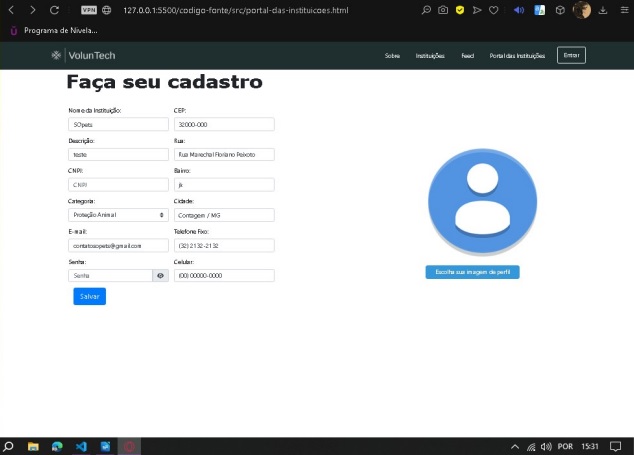 VPN 127.0.0.1:5500/codigo-fonte/src/portal-das-instituicoes.html
Programa de Nivela...
VolunTech Sobre Instituições Feed Portal das Instituições Entrar
Faça seu cadastro
Nome da Instituição: CEP:
SOpets 32000-000
Descrição: Rua:
teste Rua Marechal Floriano Peixoto
CNPJ: Bairro:
CNPJ jk
Categoria: Cidade:
Proteção Animal Contagem / MG
E-mail: Telefone Fixo:
contatosopets@gmail.com (32) 2132-2132
Senha: Celular:
Senha (00) 00000-0000
Escolha sua imagem de perfil
Salvar
POR 15:31